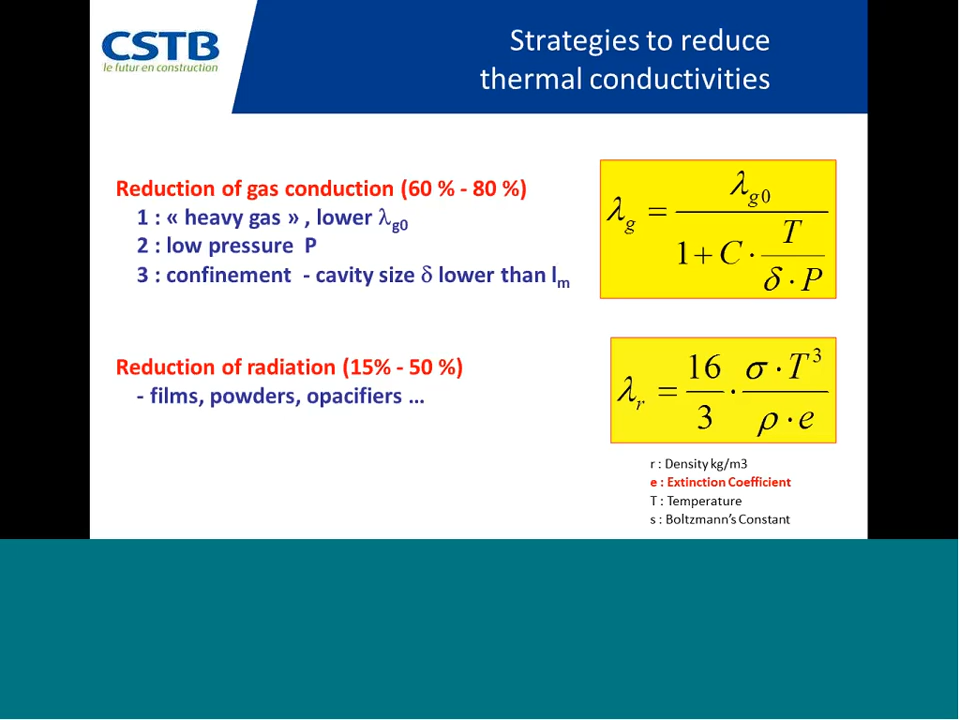 CSTB
le futur en construction
Strategies to reduce
thermal conductivities
Reduction of gas conduction (60 % - 80 %)
1 : « heavy gas » , lower λg0
2 : low pressure P
3 : confinement - cavity size δ lower than lm
λg = λg0 / (1 + C · T / (δ · P))
Reduction of radiation (15% - 50 %)
- films, powders, opacifiers ...
λr = 16/3 · σ · T³ / (ρ · e)
r : Density kg/m3
e : Extinction Coefficient
T : Temperature
s : Boltzmann's Constant